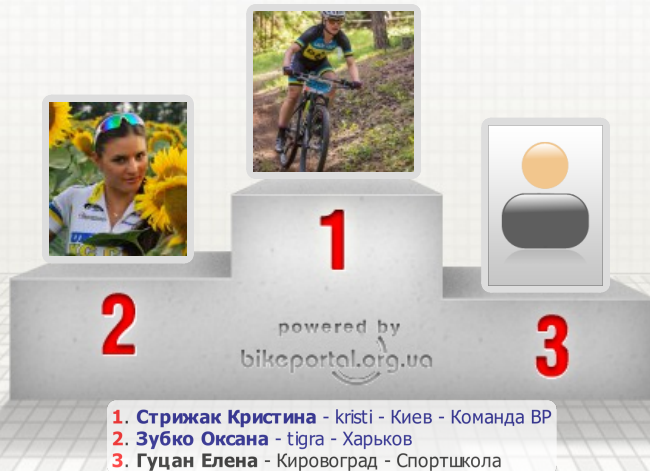 1
2
3
powered by
bikeportal.org.ua
1. Стрижак Кристина - kristi - Киев - Команда ВР
2. Зубко Оксана - tigra - Харьков
3. Гуцан Елена - Кировоград - Спортшкола